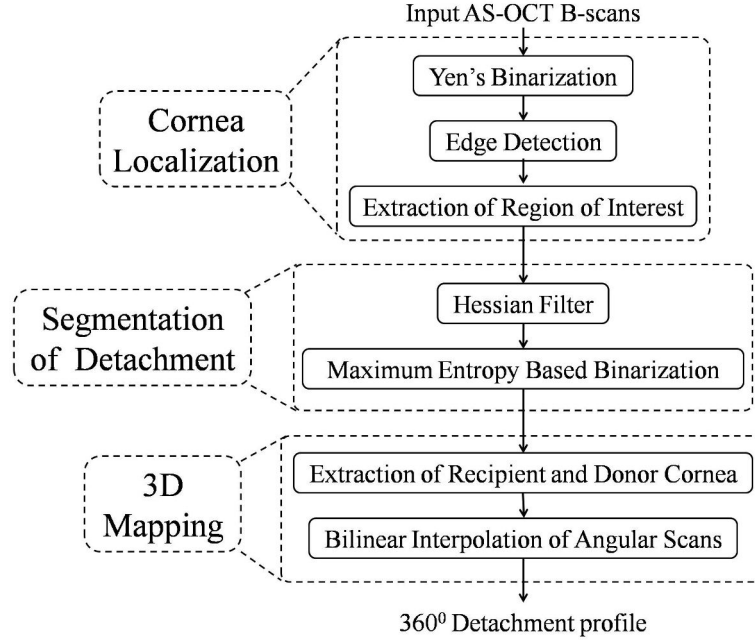 Input AS-OCT B-scans
Cornea
Localization
Yen's Binarization
Edge Detection
Extraction of Region of Interest
Segmentation
of Detachment
Hessian Filter
Maximum Entropy Based Binarization
3D
Mapping
Extraction of Recipient and Donor Cornea
Bilinear Interpolation of Angular Scans
360⁰ Detachment profile